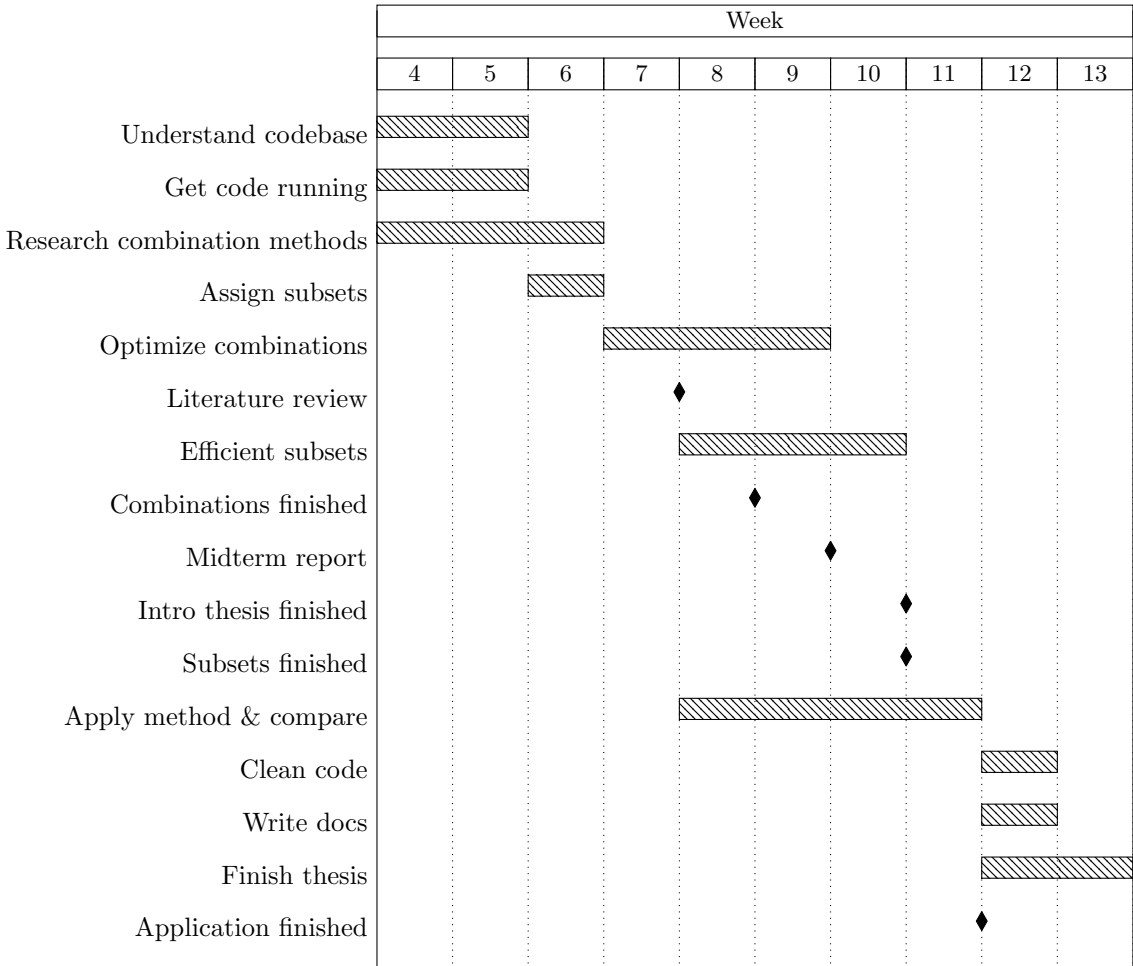 Week
4 5 6 7 8 9 10 11 12 13
Understand codebase
Get code running
Research combination methods
Assign subsets
Optimize combinations
Literature review
Efficient subsets
Combinations finished
Midterm report
Intro thesis finished
Subsets finished
Apply method & compare
Clean code
Write docs
Finish thesis
Application finished